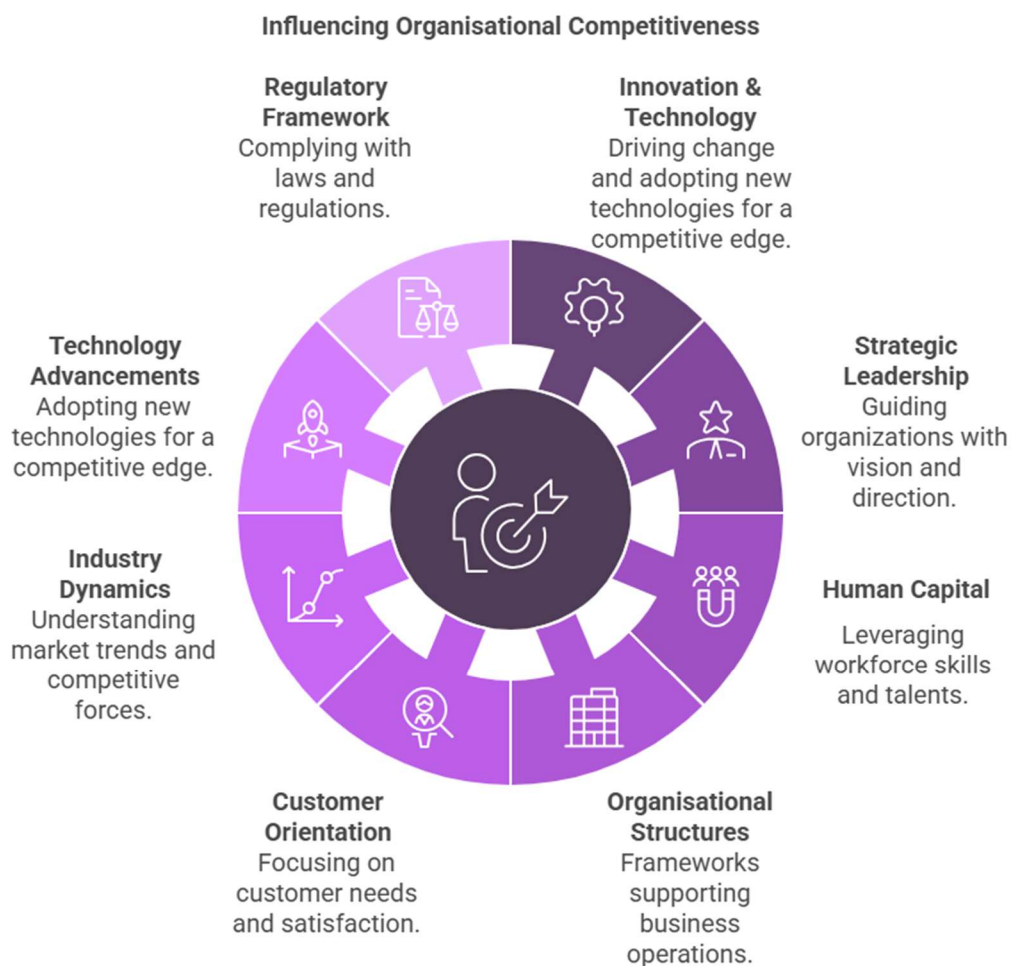 Influencing Organisational Competitiveness
Regulatory
Framework
Complying with
laws and
regulations.
Innovation &
Technology
Driving change
and adopting new
technologies for a
competitive edge.
Technology
Advancements
Adopting new
technologies for a
competitive edge.
Strategic
Leadership
Guiding
organizations with
vision and
direction.
Industry
Dynamics
Understanding
market trends and
competitive
forces.
Human Capital
Leveraging
workforce skills
and talents.
Customer
Orientation
Focusing on
customer needs
and satisfaction.
Organisational
Structures
Frameworks
supporting
business
operations.